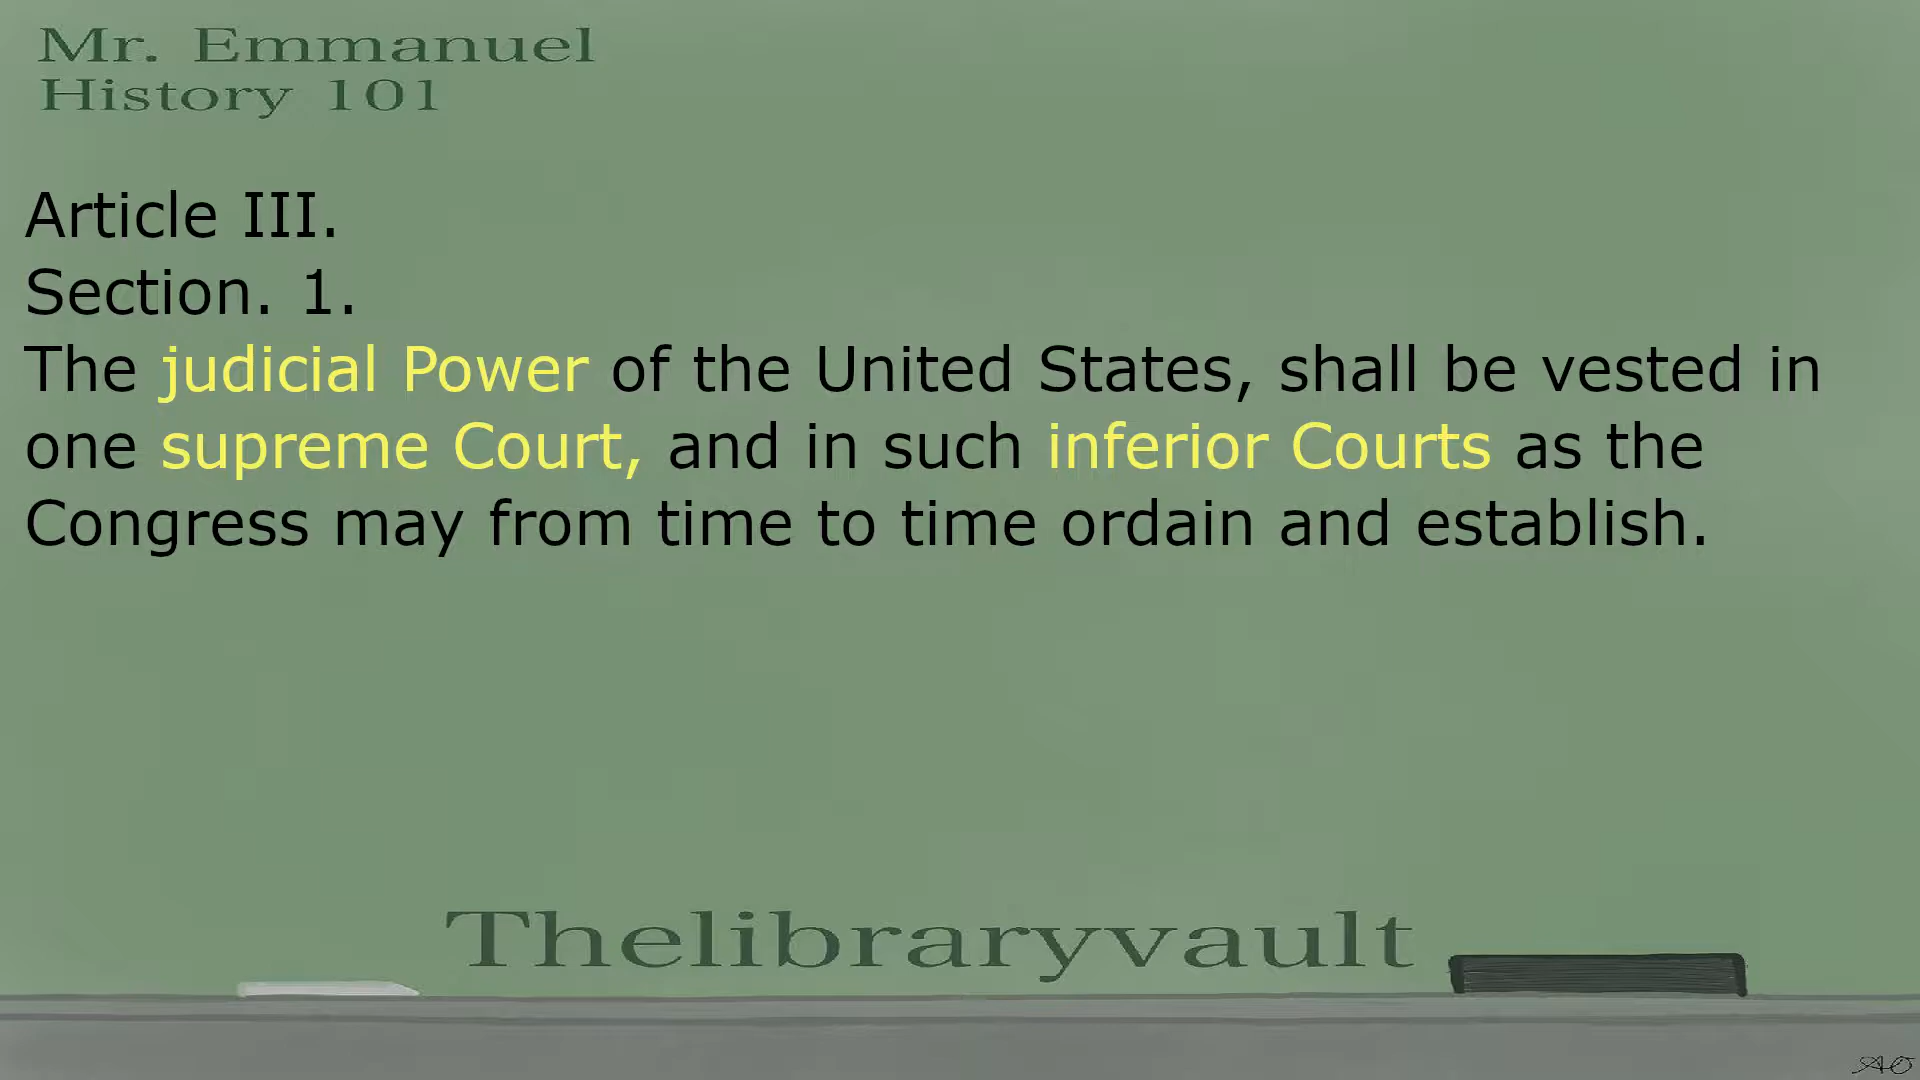 Mr. Emmanuel
History 101
Article III.
Section. 1.
The judicial Power of the United States, shall be vested in
one supreme Court, and in such inferior Courts as the
Congress may from time to time ordain and establish.
Thelibraryvault